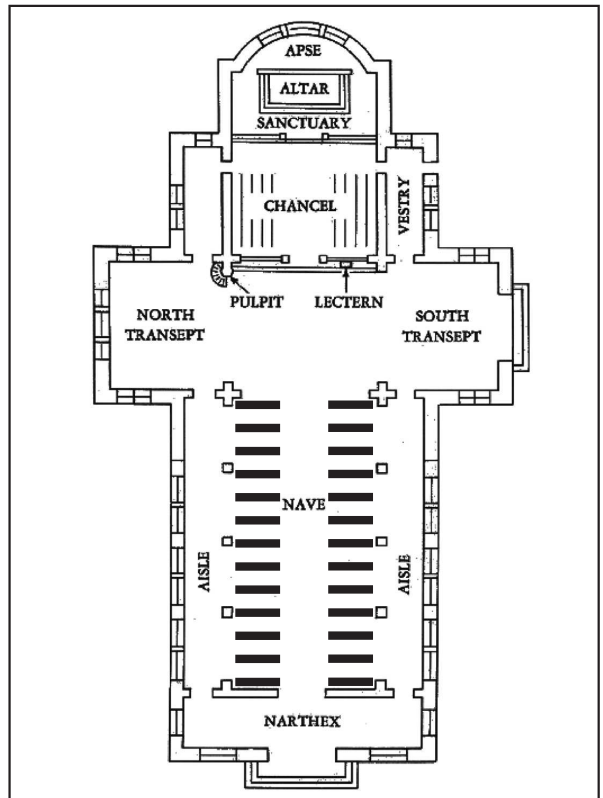 APSE
ALTAR
SANCTUARY
CHANCEL
VESTRY
PULPIT
LECTERN
NORTH
TRANSEPT
SOUTH
TRANSEPT
NAVE
AISLE
AISLE
NARTHEX